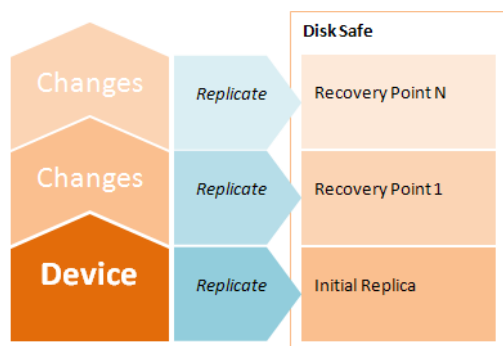 Disk Safe
Changes
Replicate
Recovery Point N
Changes
Replicate
Recovery Point 1
Device
Replicate
Initial Replica